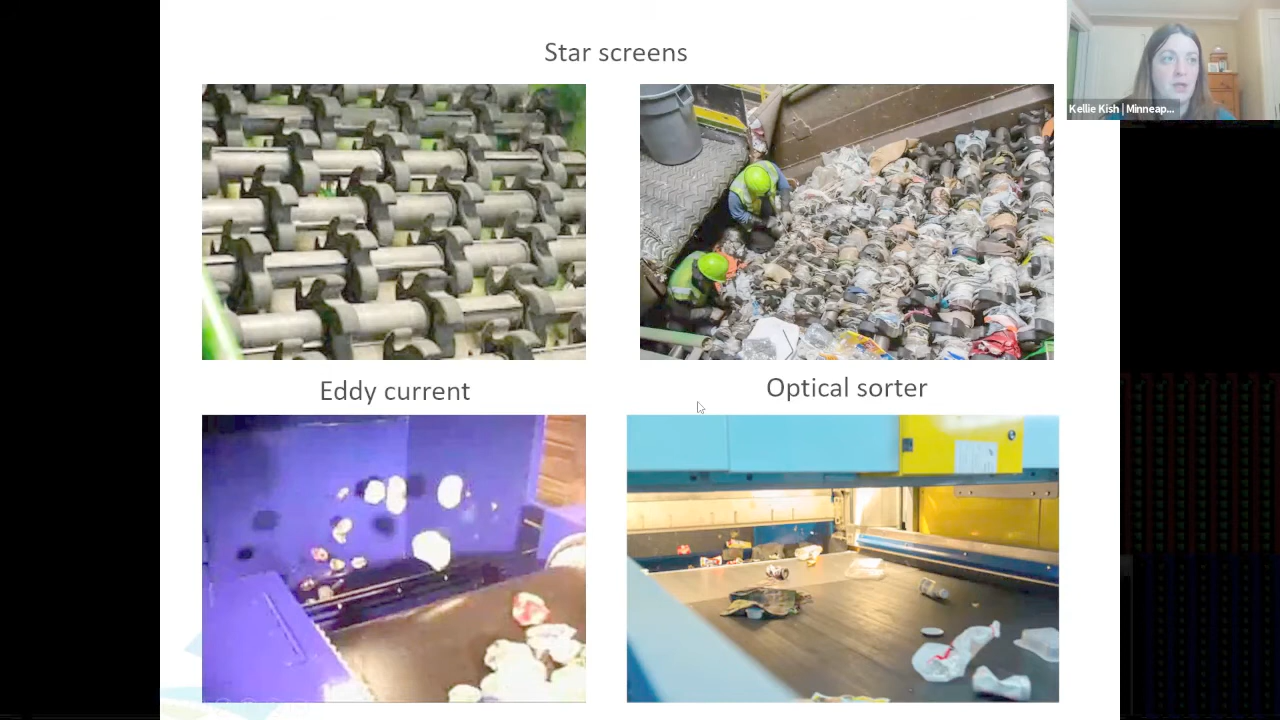 Star screens
Kellie Kish | Minneap...
Eddy current
Optical sorter